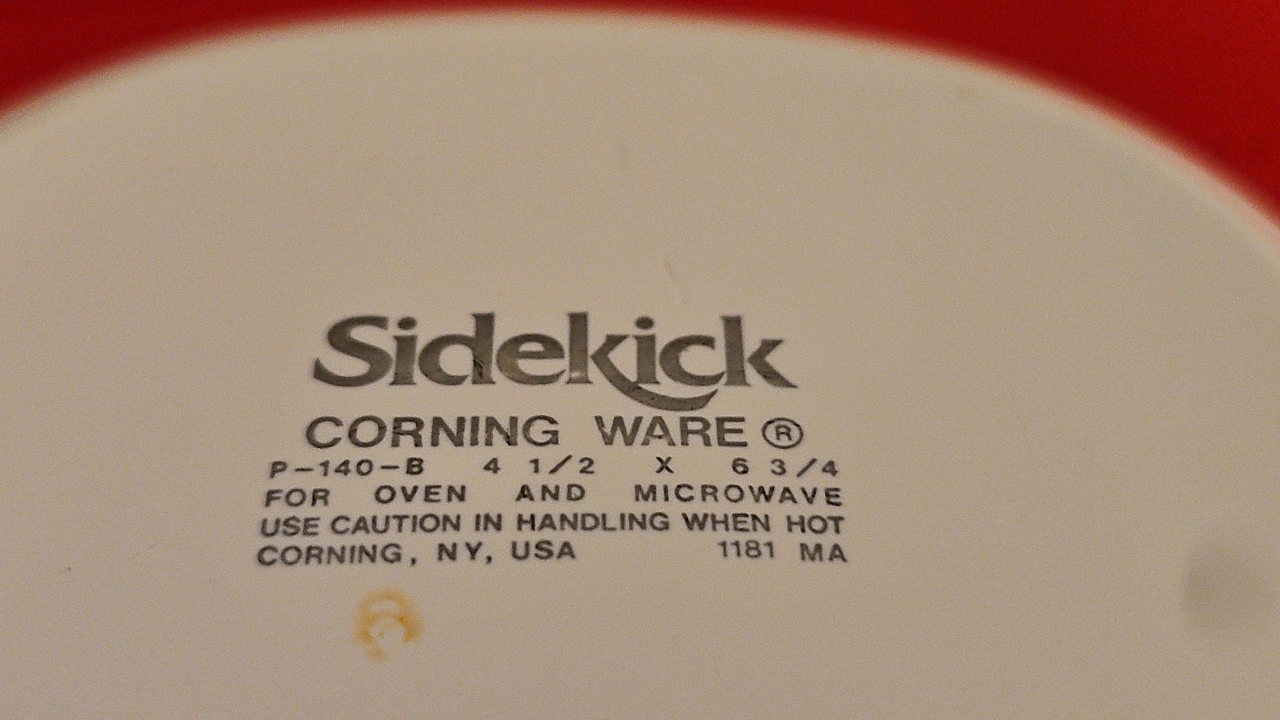 Sidekick
CORNING WARE®
P-140-B 4 1/2 X 6 3/4
FOR OVEN AND MICROWAVE
USE CAUTION IN HANDLING WHEN HOT
CORNING, NY, USA 1181 MA